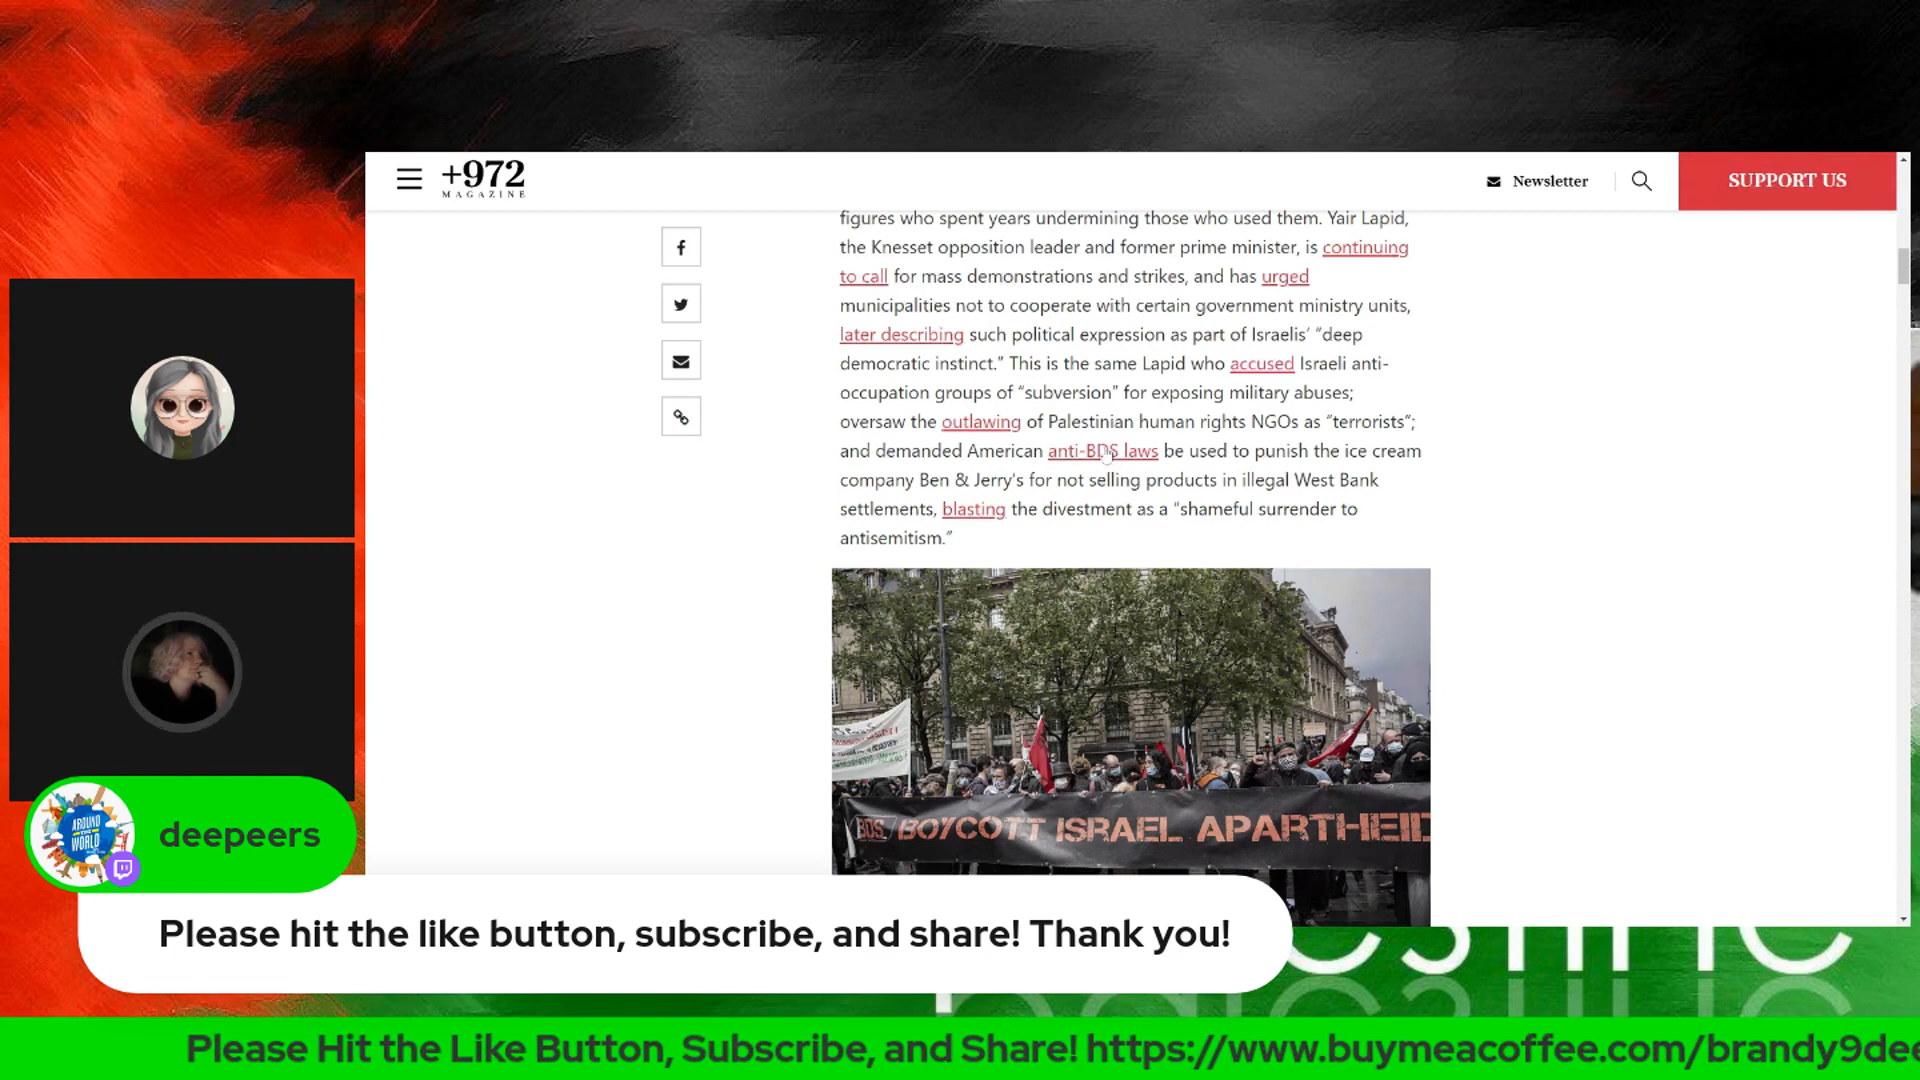 +972
MAGAZINE
Newsletter
SUPPORT US
figures who spent years undermining those who used them. Yair Lapid,
the Knesset opposition leader and former prime minister, is continuing
to call for mass demonstrations and strikes, and has urged
municipalities not to cooperate with certain government ministry units,
later describing such political expression as part of Israelis’ “deep
democratic instinct.” This is the same Lapid who accused Israeli anti-
occupation groups of “subversion” for exposing military abuses;
oversaw the outlawing of Palestinian human rights NGOs as “terrorists”;
and demanded American anti-BDS laws be used to punish the ice cream
company Ben & Jerry's for not selling products in illegal West Bank
settlements, blasting the divestment as a “shameful surrender to
antisemitism.”
BDS BOYCOTT ISRAEL APARTHEID
AROUND
THE
WORLD
deepeers
Please hit the like button, subscribe, and share! Thank you!
Please Hit the Like Button, Subscribe, and Share! https://www.buymeacoffee.com/brandy9dee